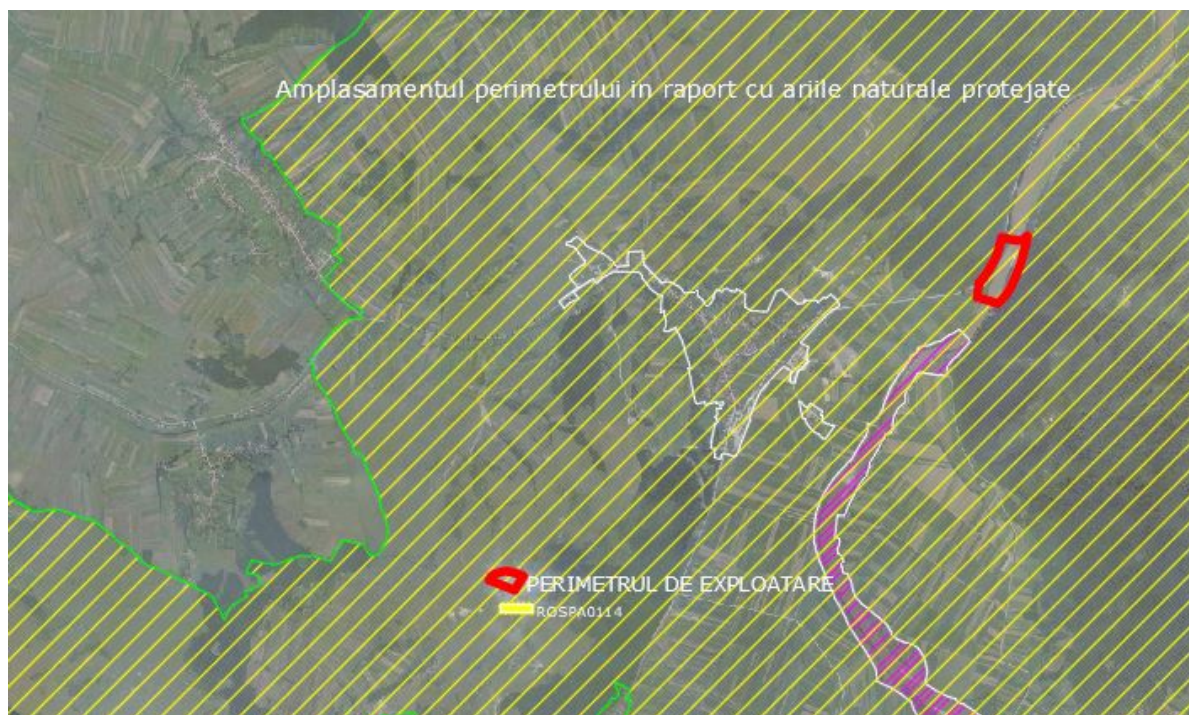 Amplasamentul perimetrului in raport cu ariile naturale protejate
PERIMETRUL DE EXPLOATARE
ROSPA0114